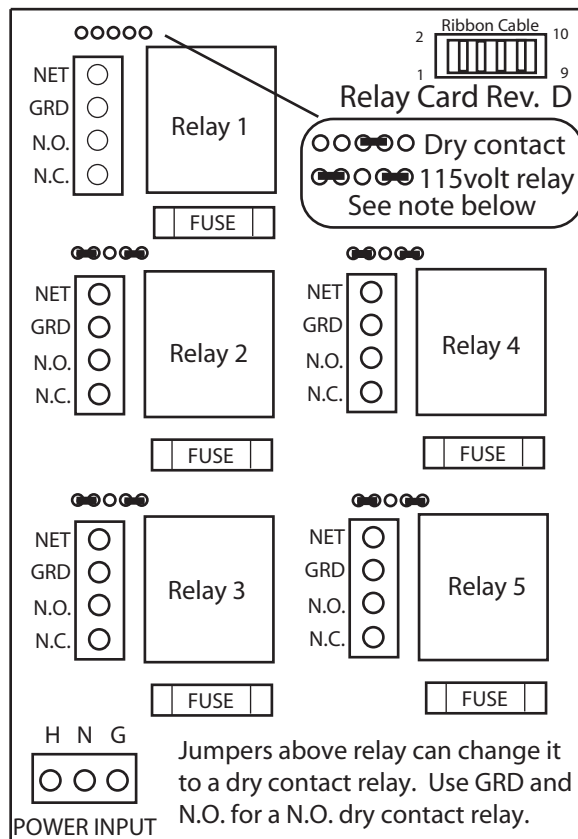 Ribbon Cable
2 10
1 9
Relay Card Rev. D
Dry contact
115volt relay
See note below
NET
GRD
N.O.
N.C.
Relay 1
FUSE
NET
GRD
N.O.
N.C.
Relay 2
FUSE
NET
GRD
N.O.
N.C.
Relay 4
FUSE
NET
GRD
N.O.
N.C.
Relay 3
FUSE
NET
GRD
N.O.
N.C.
Relay 5
FUSE
H N G
POWER INPUT
Jumpers above relay can change it
to a dry contact relay. Use GRD and
N.O. for a N.O. dry contact relay.